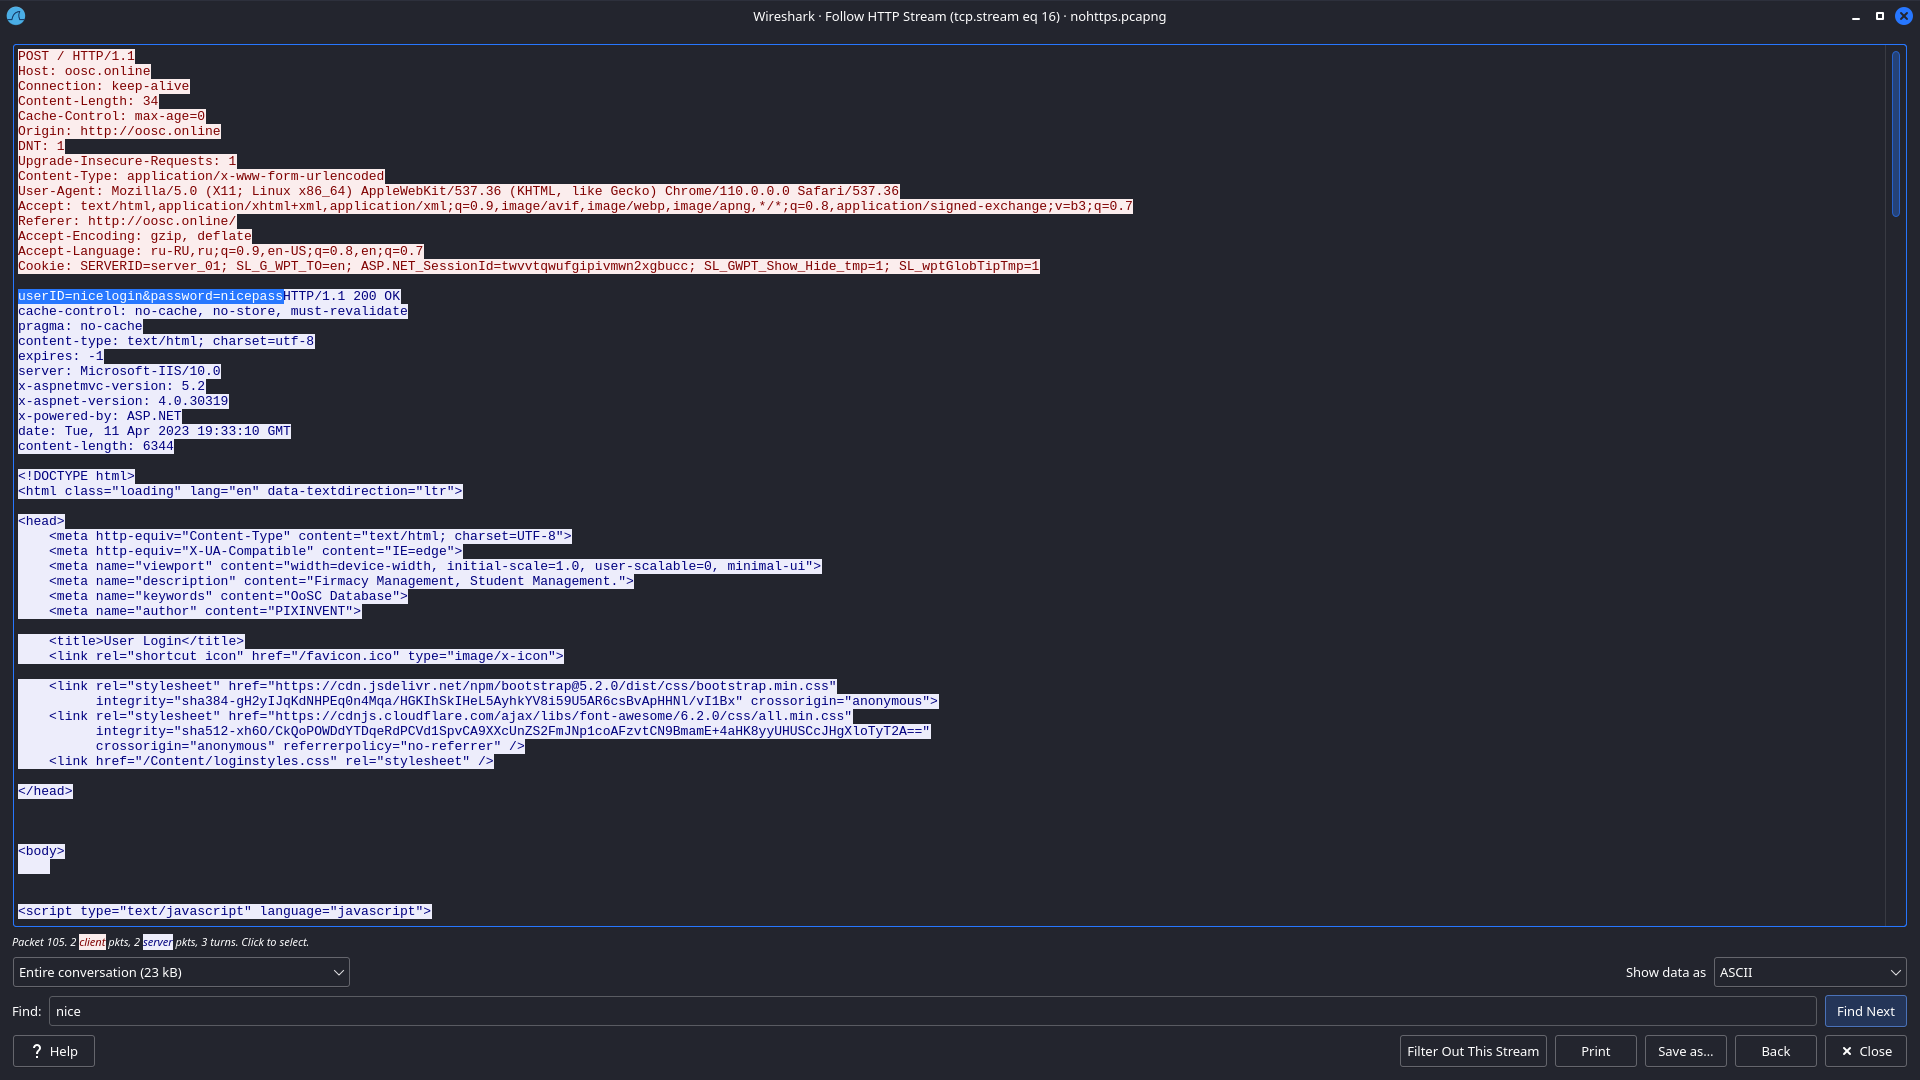 Wireshark · Follow HTTP Stream (tcp.stream eq 16) · nohttps.pcapng
POST / HTTP/1.1
Host: oosc.online
Connection: keep-alive
Content-Length: 34
Cache-Control: max-age=0
Origin: http://oosc.online
DNT: 1
Upgrade-Insecure-Requests: 1
Content-Type: application/x-www-form-urlencoded
User-Agent: Mozilla/5.0 (X11; Linux x86_64) AppleWebKit/537.36 (KHTML, like Gecko) Chrome/110.0.0.0 Safari/537.36
Accept: text/html,application/xhtml+xml,application/xml;q=0.9,image/avif,image/webp,image/apng,*/*;q=0.8,application/signed-exchange;v=b3;q=0.7
Referer: http://oosc.online/
Accept-Encoding: gzip, deflate
Accept-Language: ru-RU,ru;q=0.9,en-US;q=0.8,en;q=0.7
Cookie: SERVERID=server_01; SL_G_WPT_TO=en; ASP.NET_SessionId=twvvtqwufgipivmwn2xgbucc; SL_GWPT_Show_Hide_tmp=1; SL_wptGlobTipTmp=1
userID=nicelogin&password=nicepassHTTP/1.1 200 OK
cache-control: no-cache, no-store, must-revalidate
pragma: no-cache
content-type: text/html; charset=utf-8
expires: -1
server: Microsoft-IIS/10.0
x-aspnetmvc-version: 5.2
x-aspnet-version: 4.0.30319
x-powered-by: ASP.NET
date: Tue, 11 Apr 2023 19:33:10 GMT
content-length: 6344
<!DOCTYPE html>
<html class="loading" lang="en" data-textdirection="ltr">
<head>
    <meta http-equiv="Content-Type" content="text/html; charset=UTF-8">
    <meta http-equiv="X-UA-Compatible" content="IE=edge">
    <meta name="viewport" content="width=device-width, initial-scale=1.0, user-scalable=0, minimal-ui">
    <meta name="description" content="Firmacy Management, Student Management.">
    <meta name="keywords" content="OoSC Database">
    <meta name="author" content="PIXINVENT">
    <title>User Login</title>
    <link rel="shortcut icon" href="/favicon.ico" type="image/x-icon">
    <link rel="stylesheet" href="https://cdn.jsdelivr.net/npm/bootstrap@5.2.0/dist/css/bootstrap.min.css"
          integrity="sha384-gH2yIJqKdNHPEq0n4Mqa/HGKIhSkIHeL5AyhkYV8i59U5AR6csBvApHHNl/vI1Bx" crossorigin="anonymous">
    <link rel="stylesheet" href="https://cdnjs.cloudflare.com/ajax/libs/font-awesome/6.2.0/css/all.min.css"
          integrity="sha512-xh6O/CkQoPOWDdYTDqeRdPCVd1SpvCA9XXcUnZS2FmJNp1coAFzvtCN9BmamE+4aHK8yyUHUSCcJHgXloTyT2A=="
          crossorigin="anonymous" referrerpolicy="no-referrer" />
    <link href="/Content/loginstyles.css" rel="stylesheet" />
</head>
<body>
<script type="text/javascript" language="javascript">
Packet 105. 2 client pkts, 2 server pkts, 3 turns. Click to select.
Entire conversation (23 kB)
Show data as ASCII
Find: nice
Find Next
? Help
Filter Out This Stream
Print
Save as…
Back
Close